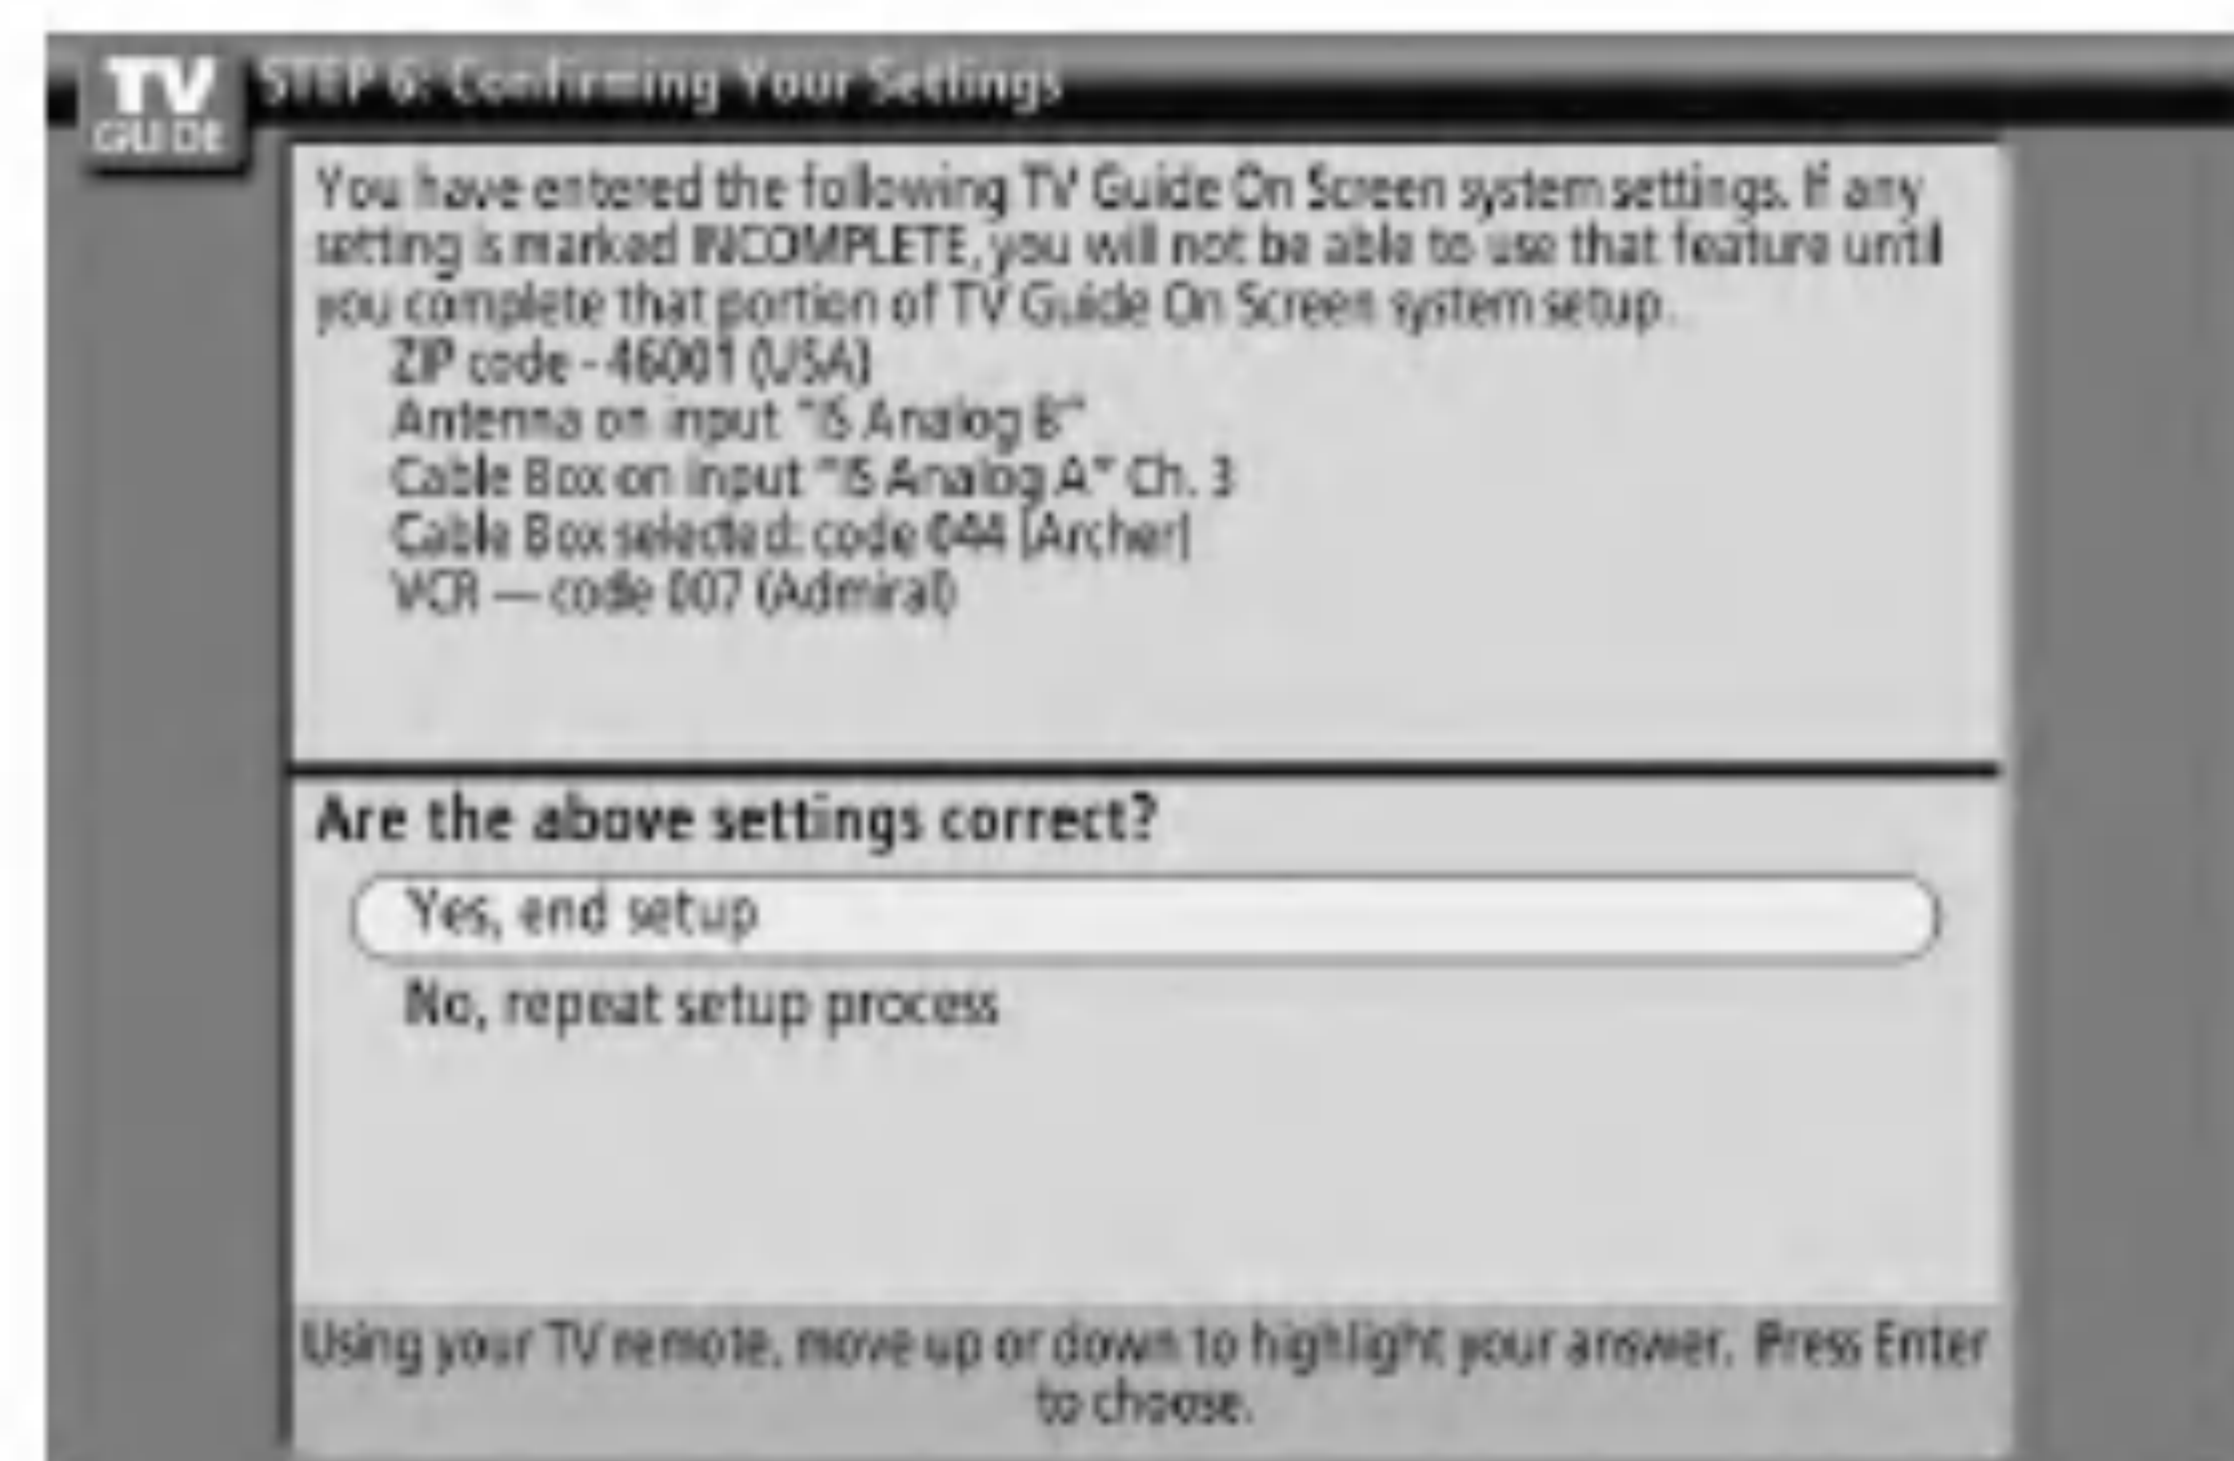 TV
GUIDE
STEP 6: Confirming Your Settings
You have entered the following TV Guide On Screen system settings. If any
setting is marked INCOMPLETE, you will not be able to use that feature until
you complete that portion of TV Guide On Screen system setup.
ZIP code - 46001 (USA)
Antenna on input "IS Analog B"
Cable Box on input "IS Analog A" Ch. 3
Cable Box selected: code 044 (Archer)
VCR — code 007 (Admiral)
Are the above settings correct?
Yes, end setup
No, repeat setup process
Using your TV remote, move up or down to highlight your answer. Press Enter
to choose.